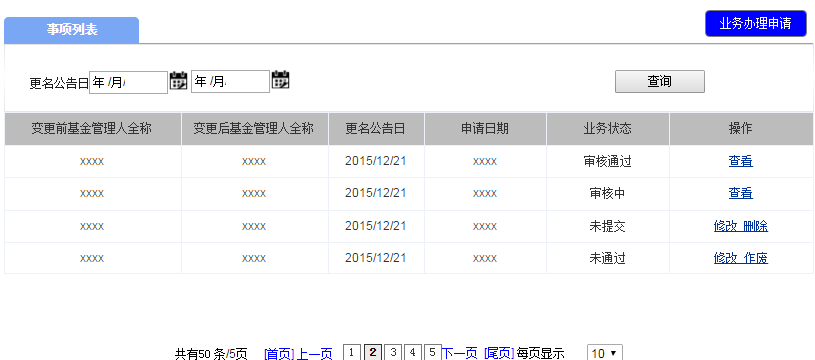 事项列表 业务办理申请
更名公告日 年 /月/ 年 /月/ 查询
变更前基金管理人全称 变更后基金管理人全称 更名公告日 申请日期 业务状态 操作
xxxx xxxx 2015/12/21 xxxx 审核通过 查看
xxxx xxxx 2015/12/21 xxxx 审核中 查看
xxxx xxxx 2015/12/21 xxxx 未提交 修改 删除
xxxx xxxx 2015/12/21 xxxx 未通过 修改 作废
共有50 条/5页 [首页] 上一页 1 2 3 4 5 下一页 [尾页] 每页显示 10